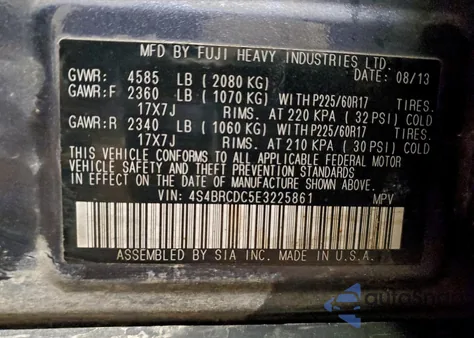 MFD BY FUJI HEAVY INDUSTRIES LTD.
DATE: 08/13
GVWR: 4585 LB (2080 KG)
GAWR:F 2360 LB (1070 KG) WITH P225/60R17 TIRES.
17X7J RIMS. AT 220 KPA (32 PSI) COLD
GAWR:R 2340 LB (1060 KG) WITH P225/60R17 TIRES.
17X7J RIMS. AT 210 KPA (30 PSI) COLD
THIS VEHICLE CONFORMS TO ALL APPLICABLE FEDERAL MOTOR
VEHICLE SAFETY AND THEFT PREVENTION STANDARDS
IN EFFECT ON THE DATE OF MANUFACTURE SHOWN ABOVE.
VIN: 4S4BRCDC5E3225861 MPV
ASSEMBLED BY SIA INC. MADE IN U.S.A.